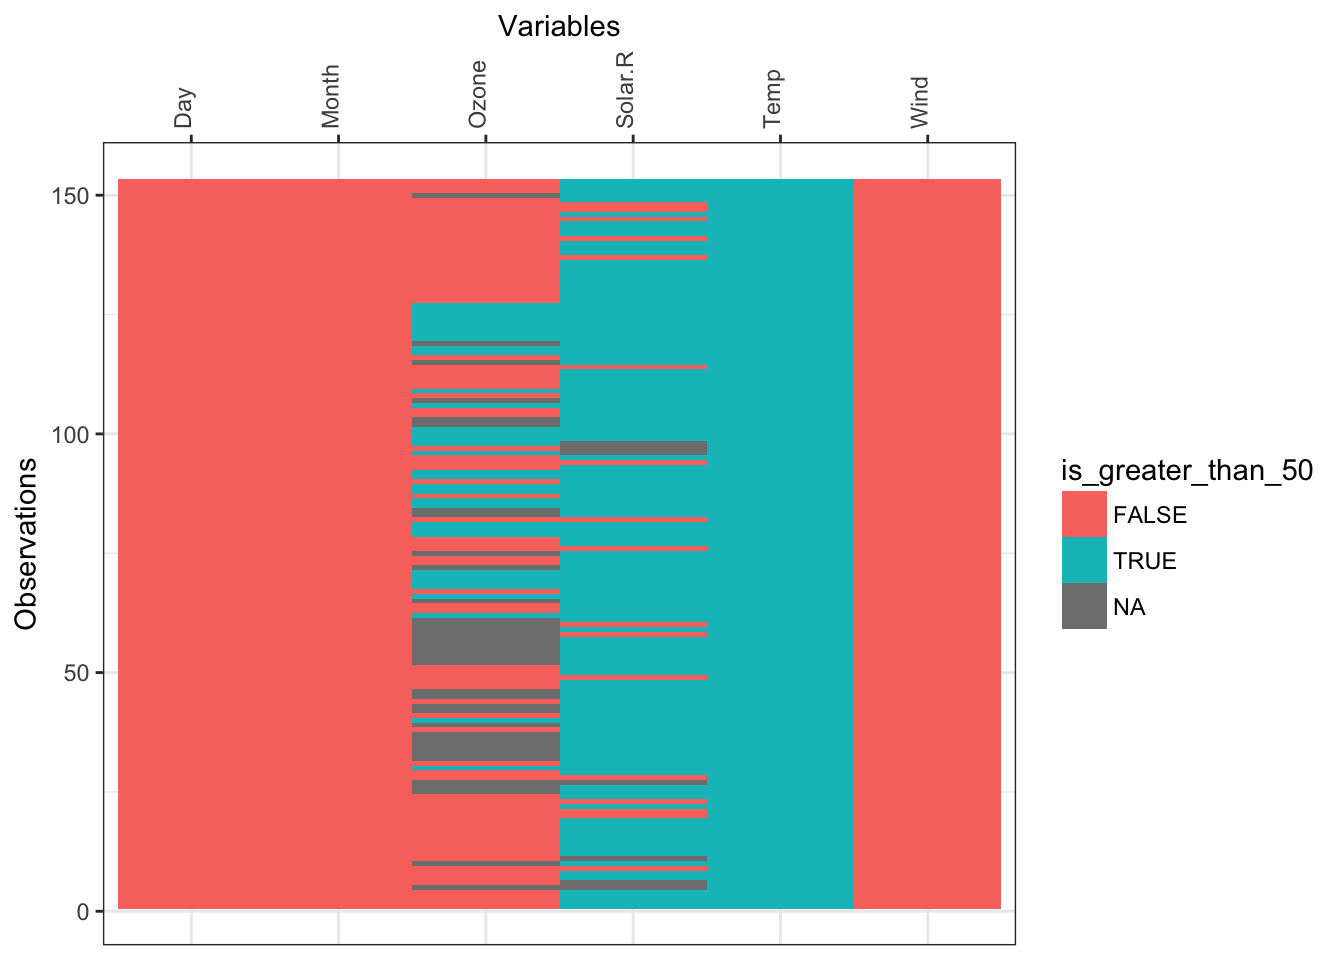 Variables
Day
Month
Ozone
Solar.R
Temp
Wind
150
100
50
0
Observations
is_greater_than_50
FALSE
TRUE
NA